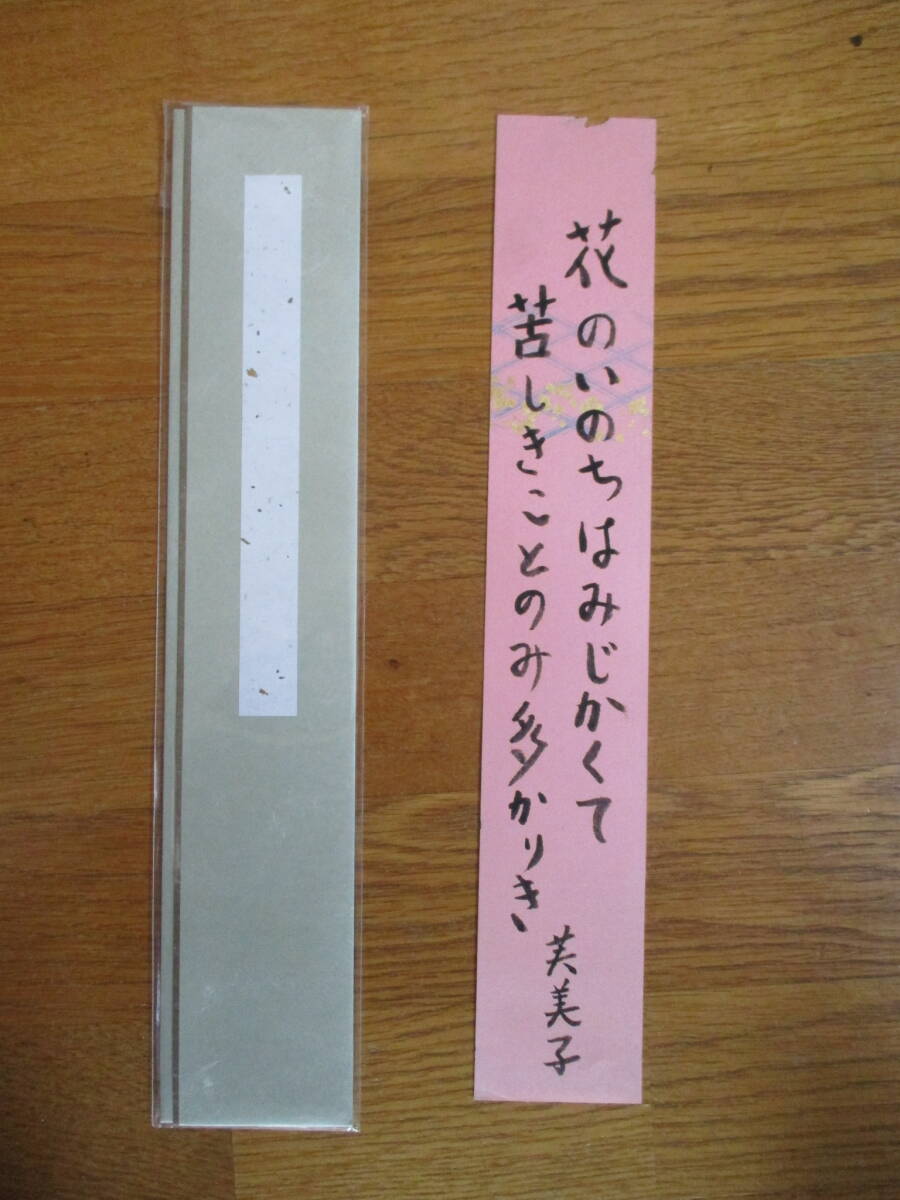 花のいのちはみじかくて
苦しきことのみ多かりき
芙美子